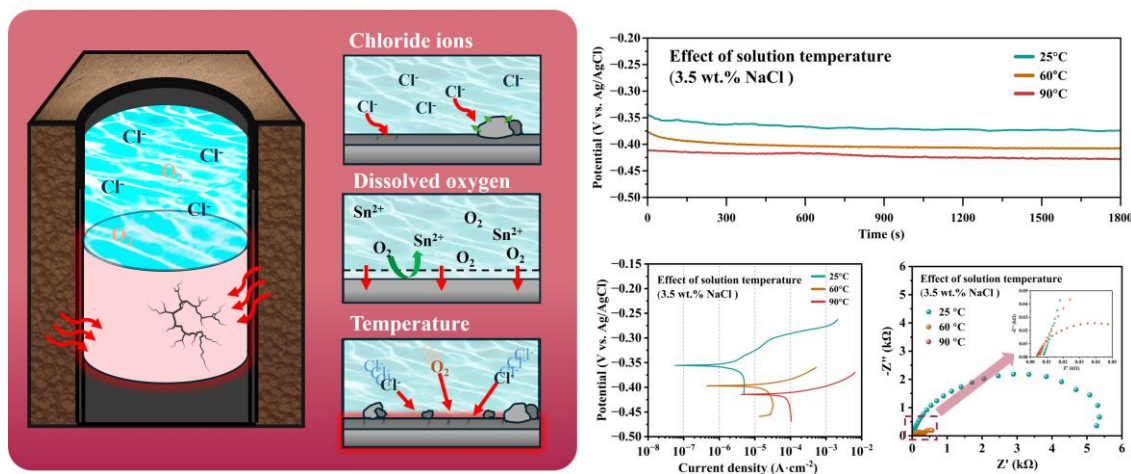 Cl⁻
Cl⁻
O₂
Cl⁻
Cl⁻
Chloride ions
Cl⁻
Cl⁻
Cl⁻
Cl⁻
Cl⁻
Cl⁻
Dissolved oxygen
Sn²⁺
O₂
Sn²⁺
Sn²⁺
O₂
O₂
O₂
Temperature
Cl⁻
O₂
Cl⁻
Effect of solution temperature
(3.5 wt.% NaCl )
25°C
60°C
90°C
Potential (V vs. Ag/AgCl)
−0.20
−0.25
−0.30
−0.35
−0.40
−0.45
−0.50
0
300
600
900
1200
1500
1800
Time (s)
Effect of solution temperature
(3.5 wt.% NaCl )
25°C
60°C
90°C
Potential (V vs. Ag/AgCl)
−0.15
−0.20
−0.25
−0.30
−0.35
−0.40
−0.45
−0.50
10⁻⁸
10⁻⁷
10⁻⁶
10⁻⁵
10⁻⁴
10⁻³
10⁻²
Current density (A·cm⁻²)
Effect of solution temperature
(3.5 wt.% NaCl )
25 °C
60 °C
90 °C
-Z'' (kΩ)
6
5
4
3
2
1
0
0
1
2
3
4
5
6
Z' (kΩ)